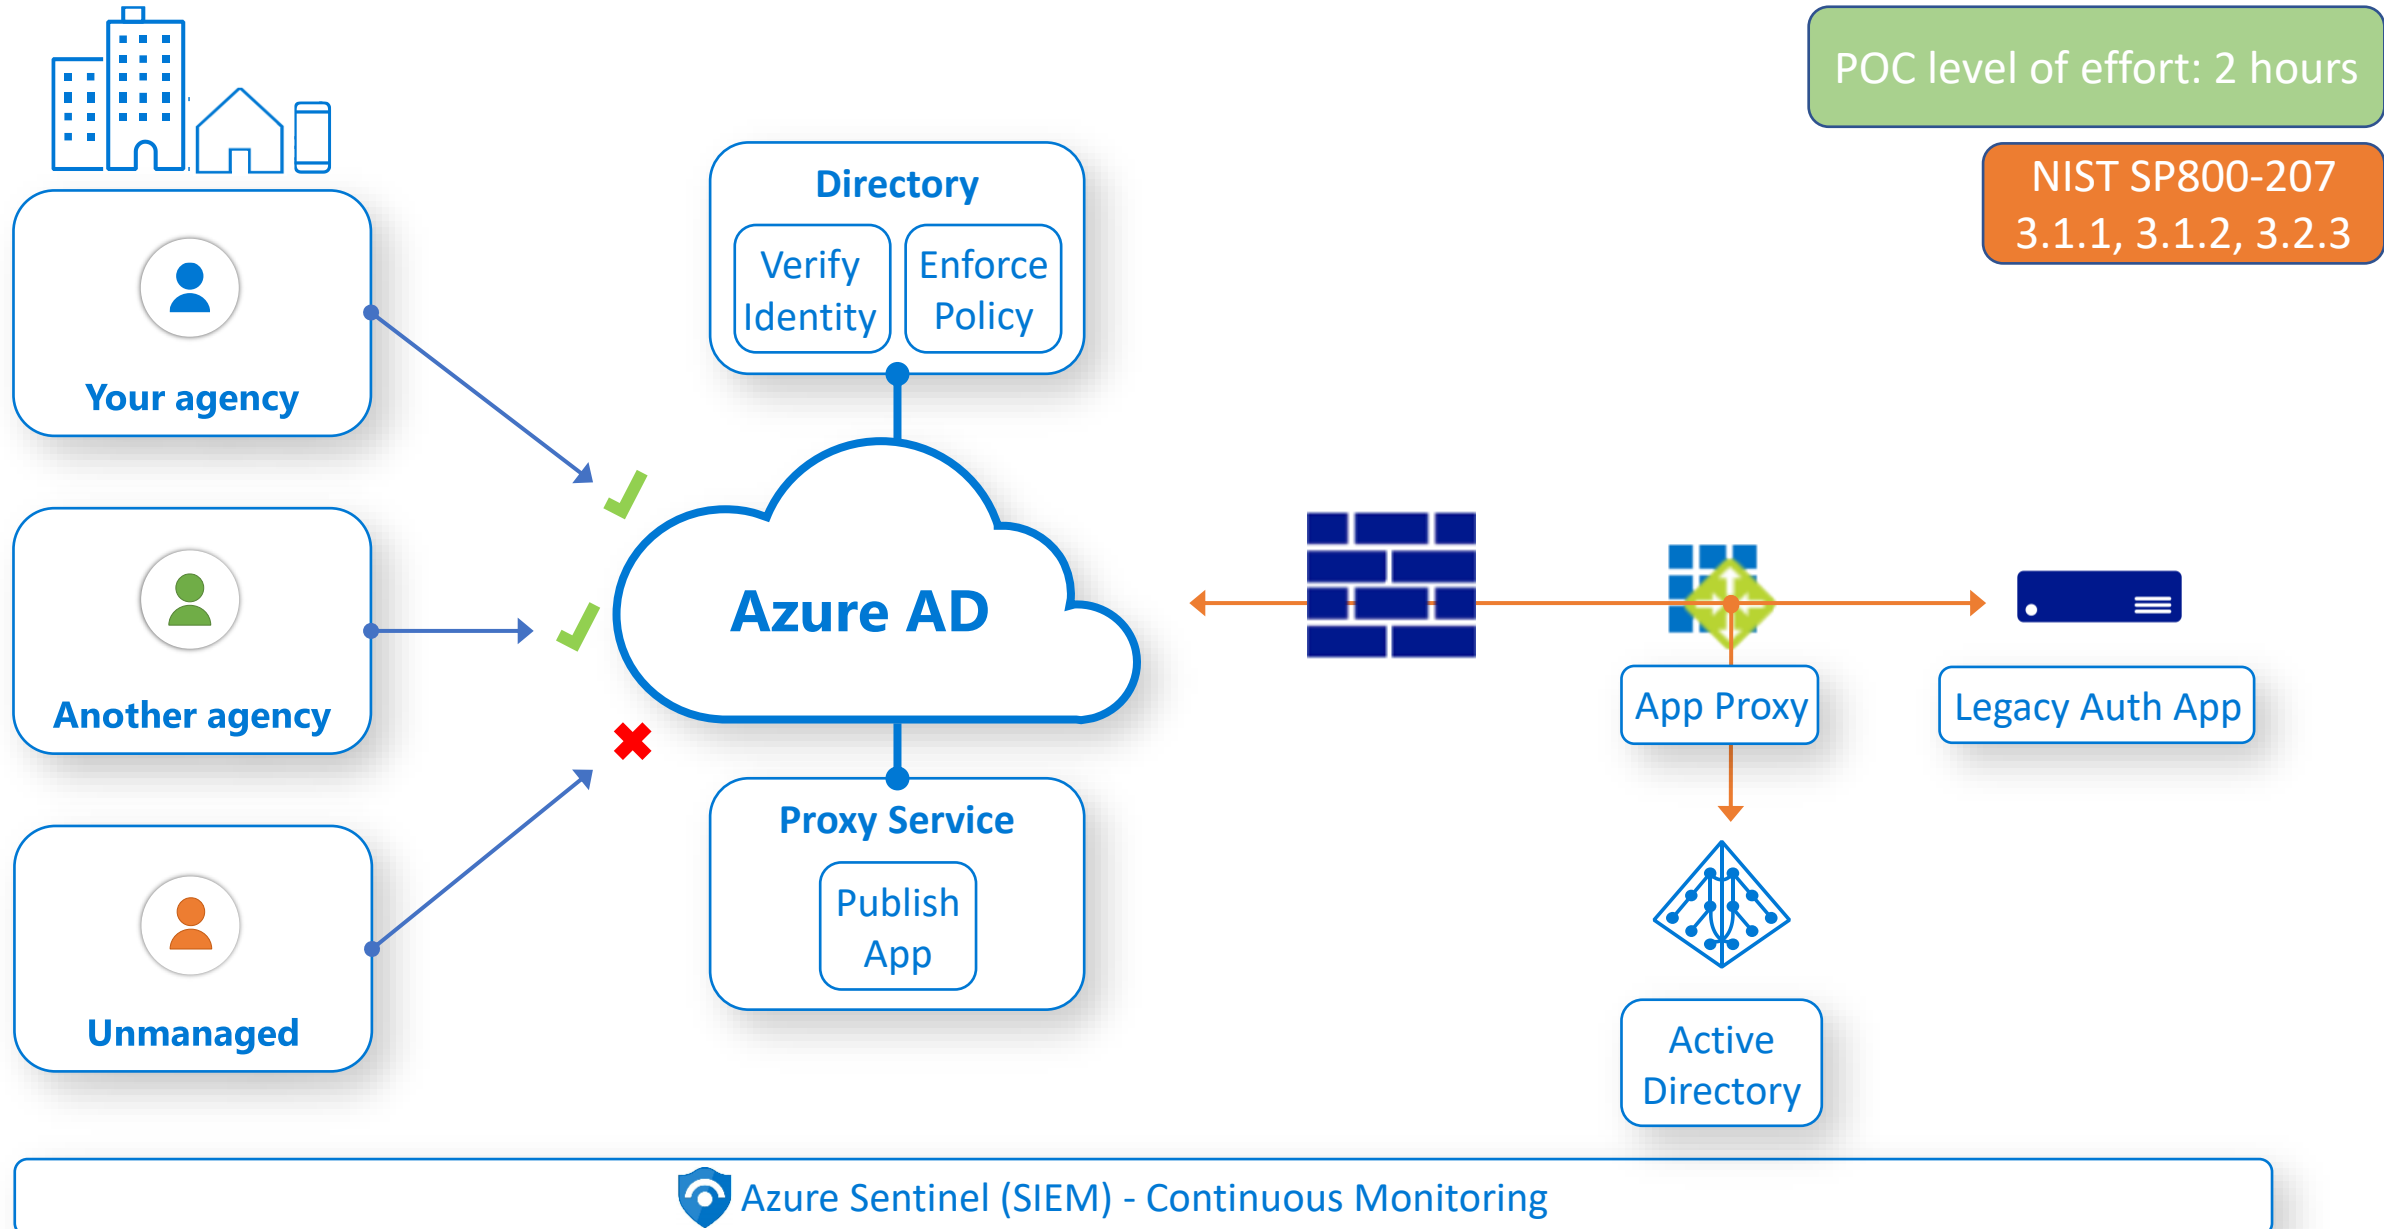 POC level of effort: 2 hours
NIST SP800-207
3.1.1, 3.1.2, 3.2.3
Your agency
Another agency
Unmanaged
Directory
Verify
Identity
Enforce
Policy
Azure AD
Proxy Service
Publish
App
App Proxy
Legacy Auth App
Active
Directory
Azure Sentinel (SIEM) - Continuous Monitoring